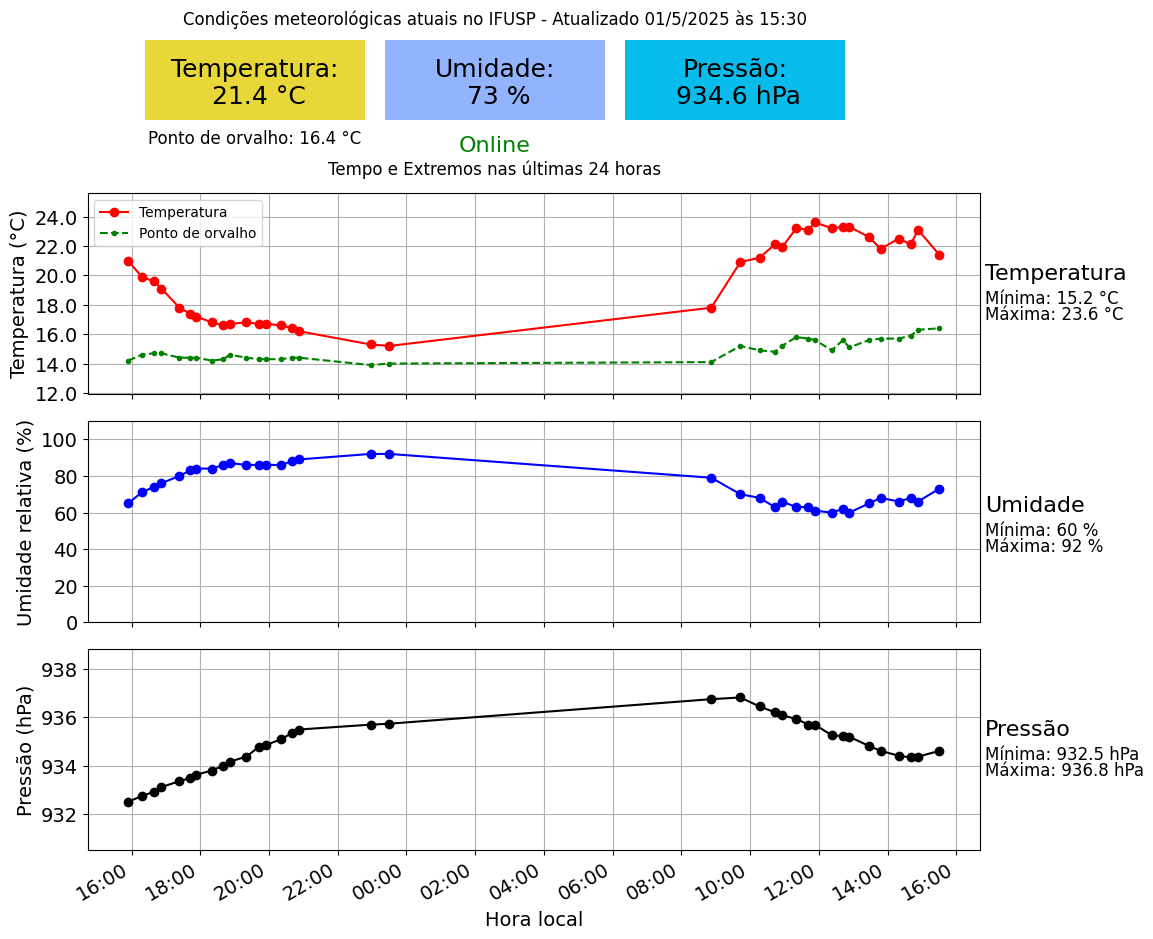 Condições meteorológicas atuais no IFUSP - Atualizado 01/5/2025 às 15:30
Temperatura:
21.4 °C
Umidade:
73 %
Pressão:
934.6 hPa
Ponto de orvalho: 16.4 °C
Online
Tempo e Extremos nas últimas 24 horas
Temperatura (°C)
24.0
22.0
20.0
18.0
16.0
14.0
12.0
Temperatura
Ponto de orvalho
Temperatura
Mínima: 15.2 °C
Máxima: 23.6 °C
Umidade relativa (%)
100
80
60
40
20
0
Umidade
Mínima: 60 %
Máxima: 92 %
Pressão (hPa)
938
936
934
932
Pressão
Mínima: 932.5 hPa
Máxima: 936.8 hPa
16:00 18:00 20:00 22:00 00:00 02:00 04:00 06:00 08:00 10:00 12:00 14:00 16:00
Hora local